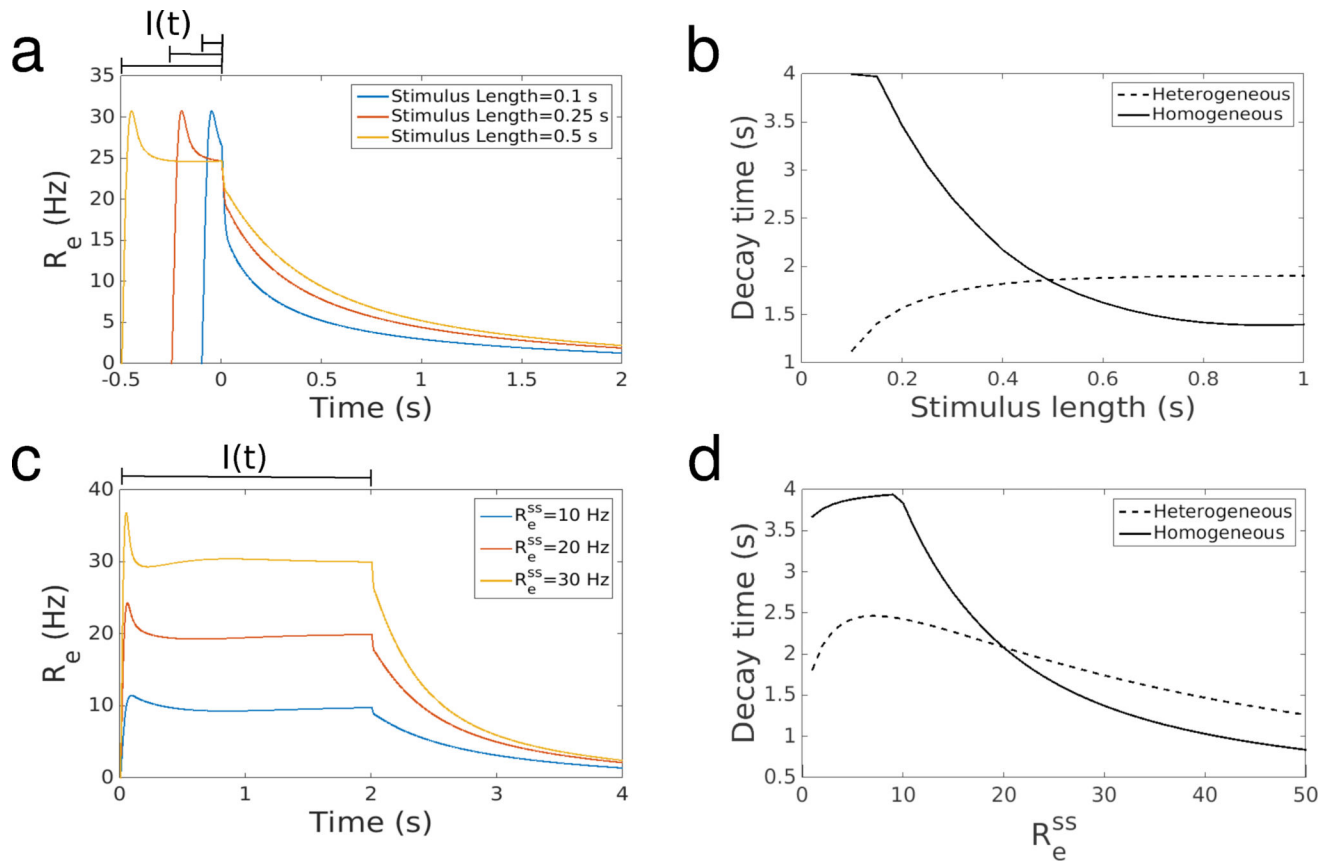 a
I(t)
R_e (Hz)
35
30
25
20
15
10
5
0
-0.5
0
0.5
1
1.5
2
Time (s)
Stimulus Length=0.1 s
Stimulus Length=0.25 s
Stimulus Length=0.5 s
b
Decay time (s)
4
3.5
3
2.5
2
1.5
1
0
0.2
0.4
0.6
0.8
1
Stimulus length (s)
Heterogeneous
Homogeneous
c
I(t)
R_e (Hz)
40
30
20
10
0
0
1
2
3
4
Time (s)
R_e^ss=10 Hz
R_e^ss=20 Hz
R_e^ss=30 Hz
d
Decay time (s)
4
3.5
3
2.5
2
1.5
1
0.5
0
10
20
30
40
50
R_e^ss
Heterogeneous
Homogeneous